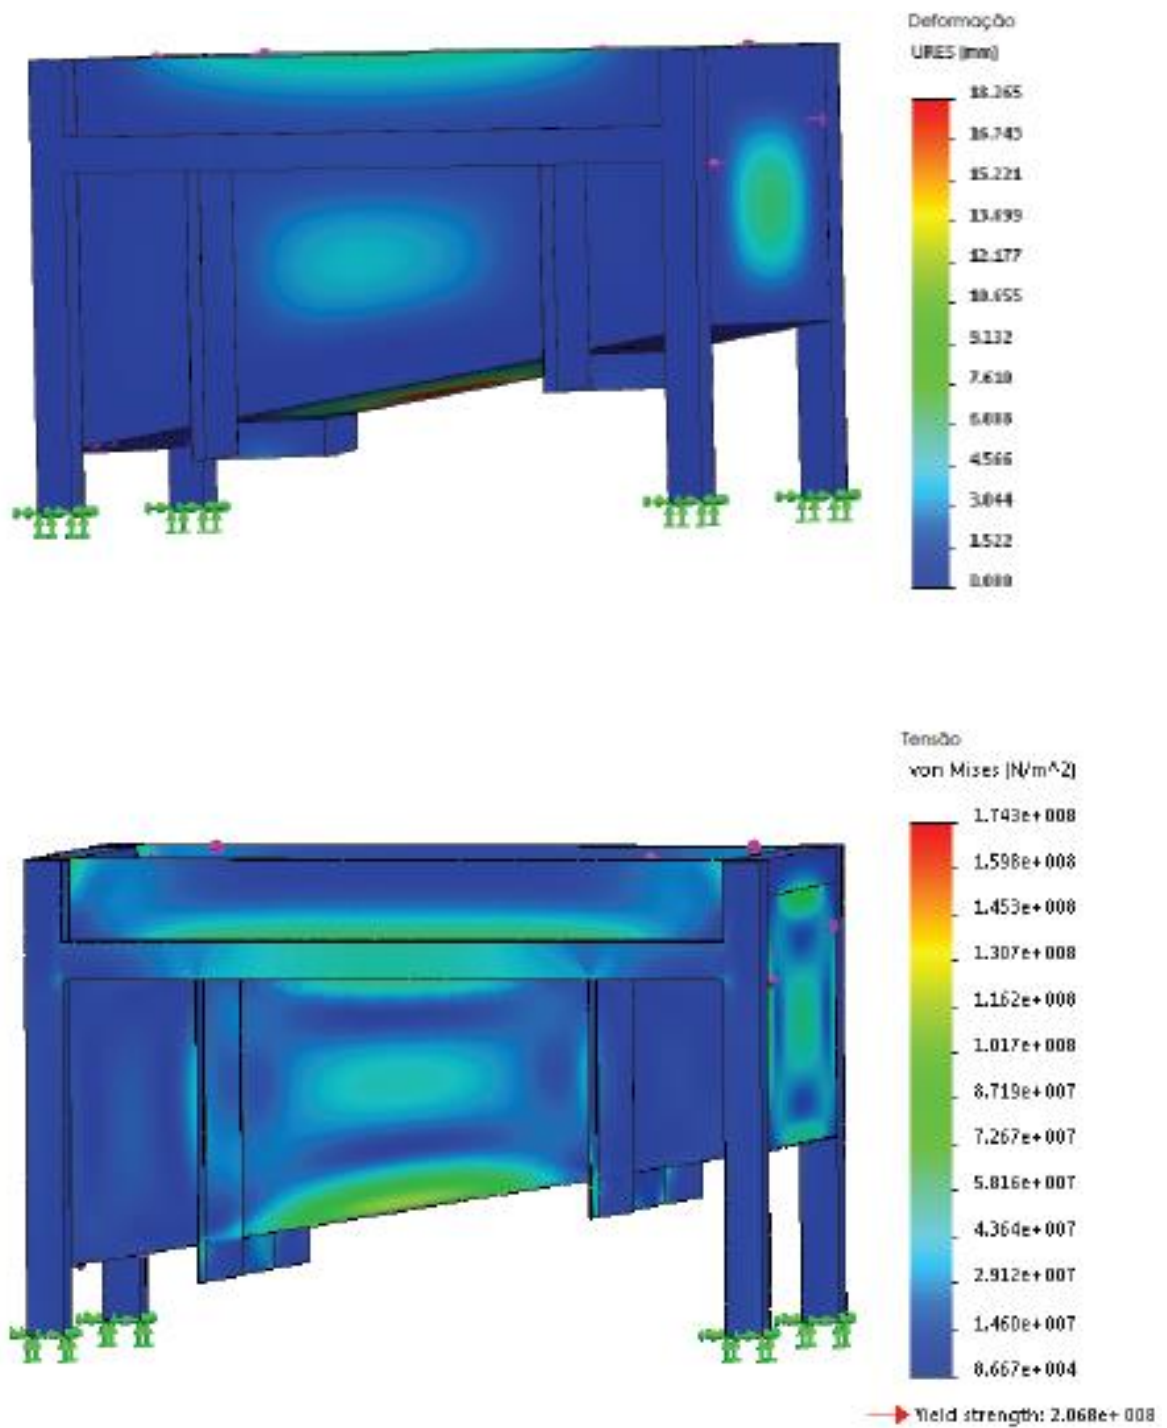 Deformação
URES (mm)
18.265
16.743
15.221
13.699
12.177
10.655
9.132
7.610
6.088
4.566
3.044
1.522
0.000
Tensão
von Mises (N/m^2)
1.743e+008
1.598e+008
1.453e+008
1.307e+008
1.162e+008
1.017e+008
8.719e+007
7.267e+007
5.816e+007
4.364e+007
2.912e+007
1.460e+007
8.667e+004
Yield strength: 2.068e+008